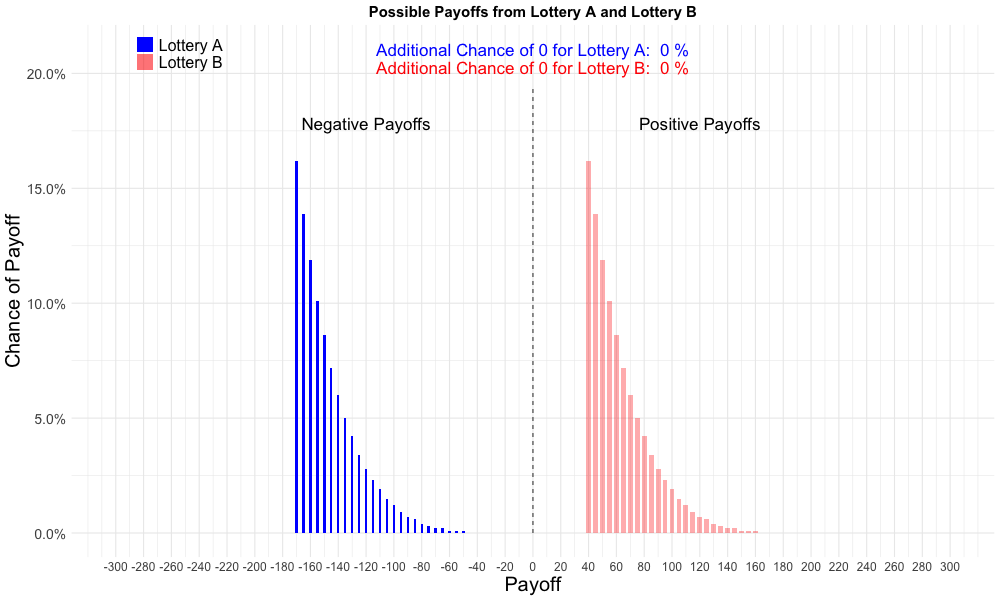 Possible Payoffs from Lottery A and Lottery B
Lottery A
Lottery B
Additional Chance of 0 for Lottery A: 0 %
Additional Chance of 0 for Lottery B: 0 %
Negative Payoffs
Positive Payoffs
Chance of Payoff
20.0%
15.0%
10.0%
5.0%
0.0%
-300 -280 -260 -240 -220 -200 -180 -160 -140 -120 -100 -80 -60 -40 -20 0 20 40 60 80 100 120 140 160 180 200 220 240 260 280 300
Payoff